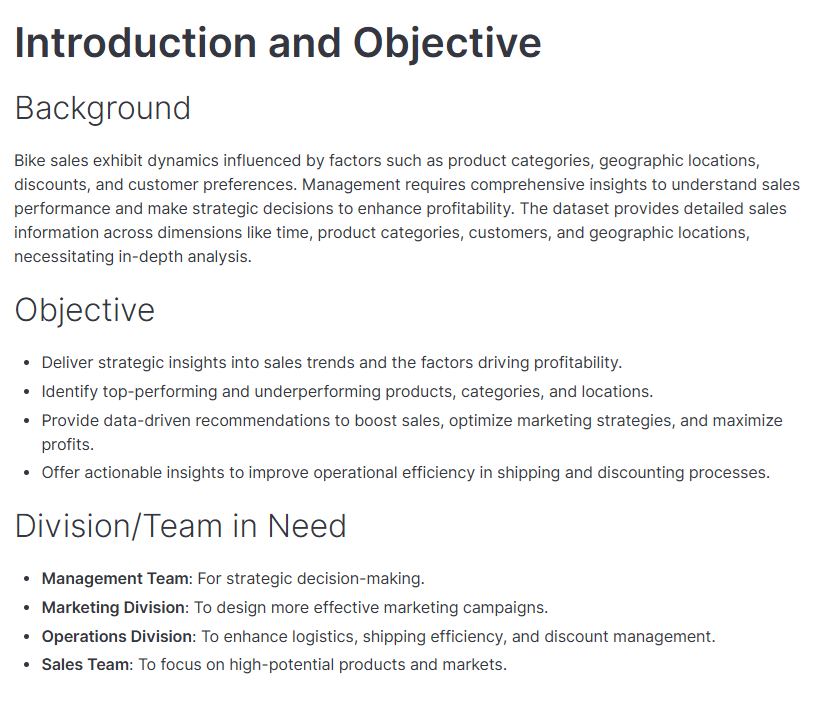 Introduction and Objective
Background
Bike sales exhibit dynamics influenced by factors such as product categories, geographic locations,
discounts, and customer preferences. Management requires comprehensive insights to understand sales
performance and make strategic decisions to enhance profitability. The dataset provides detailed sales
information across dimensions like time, product categories, customers, and geographic locations,
necessitating in-depth analysis.
Objective
• Deliver strategic insights into sales trends and the factors driving profitability.
• Identify top-performing and underperforming products, categories, and locations.
• Provide data-driven recommendations to boost sales, optimize marketing strategies, and maximize
profits.
• Offer actionable insights to improve operational efficiency in shipping and discounting processes.
Division/Team in Need
• Management Team: For strategic decision-making.
• Marketing Division: To design more effective marketing campaigns.
• Operations Division: To enhance logistics, shipping efficiency, and discount management.
• Sales Team: To focus on high-potential products and markets.